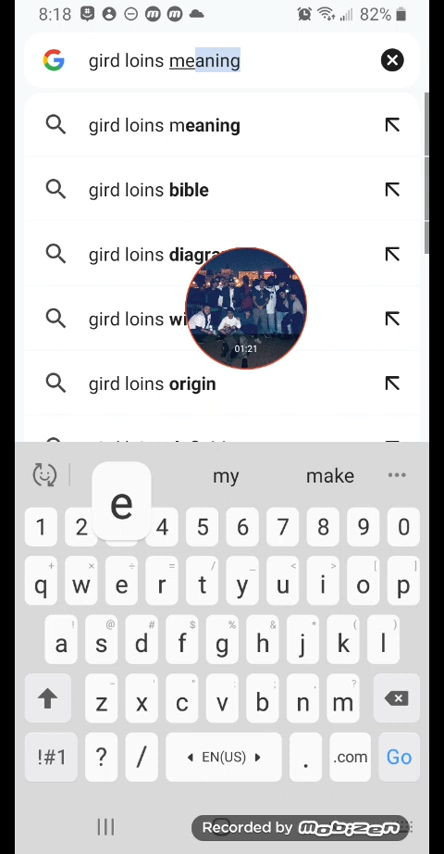 8:18 82%
gird loins meaning
gird loins meaning
gird loins bible
gird loins diagra
gird loins wi
01:21
gird loins origin
e my make
1 2 4 5 6 7 8 9 0
+ × ÷ = / _ < > [ ]
q w e r t y u i o p
! @ # $ % ^ & * ( )
a s d f g h j k l
- ' " : ; , ?
z x c v b n m
!#1 ? / EN(US) . .com Go
Recorded by mobizen